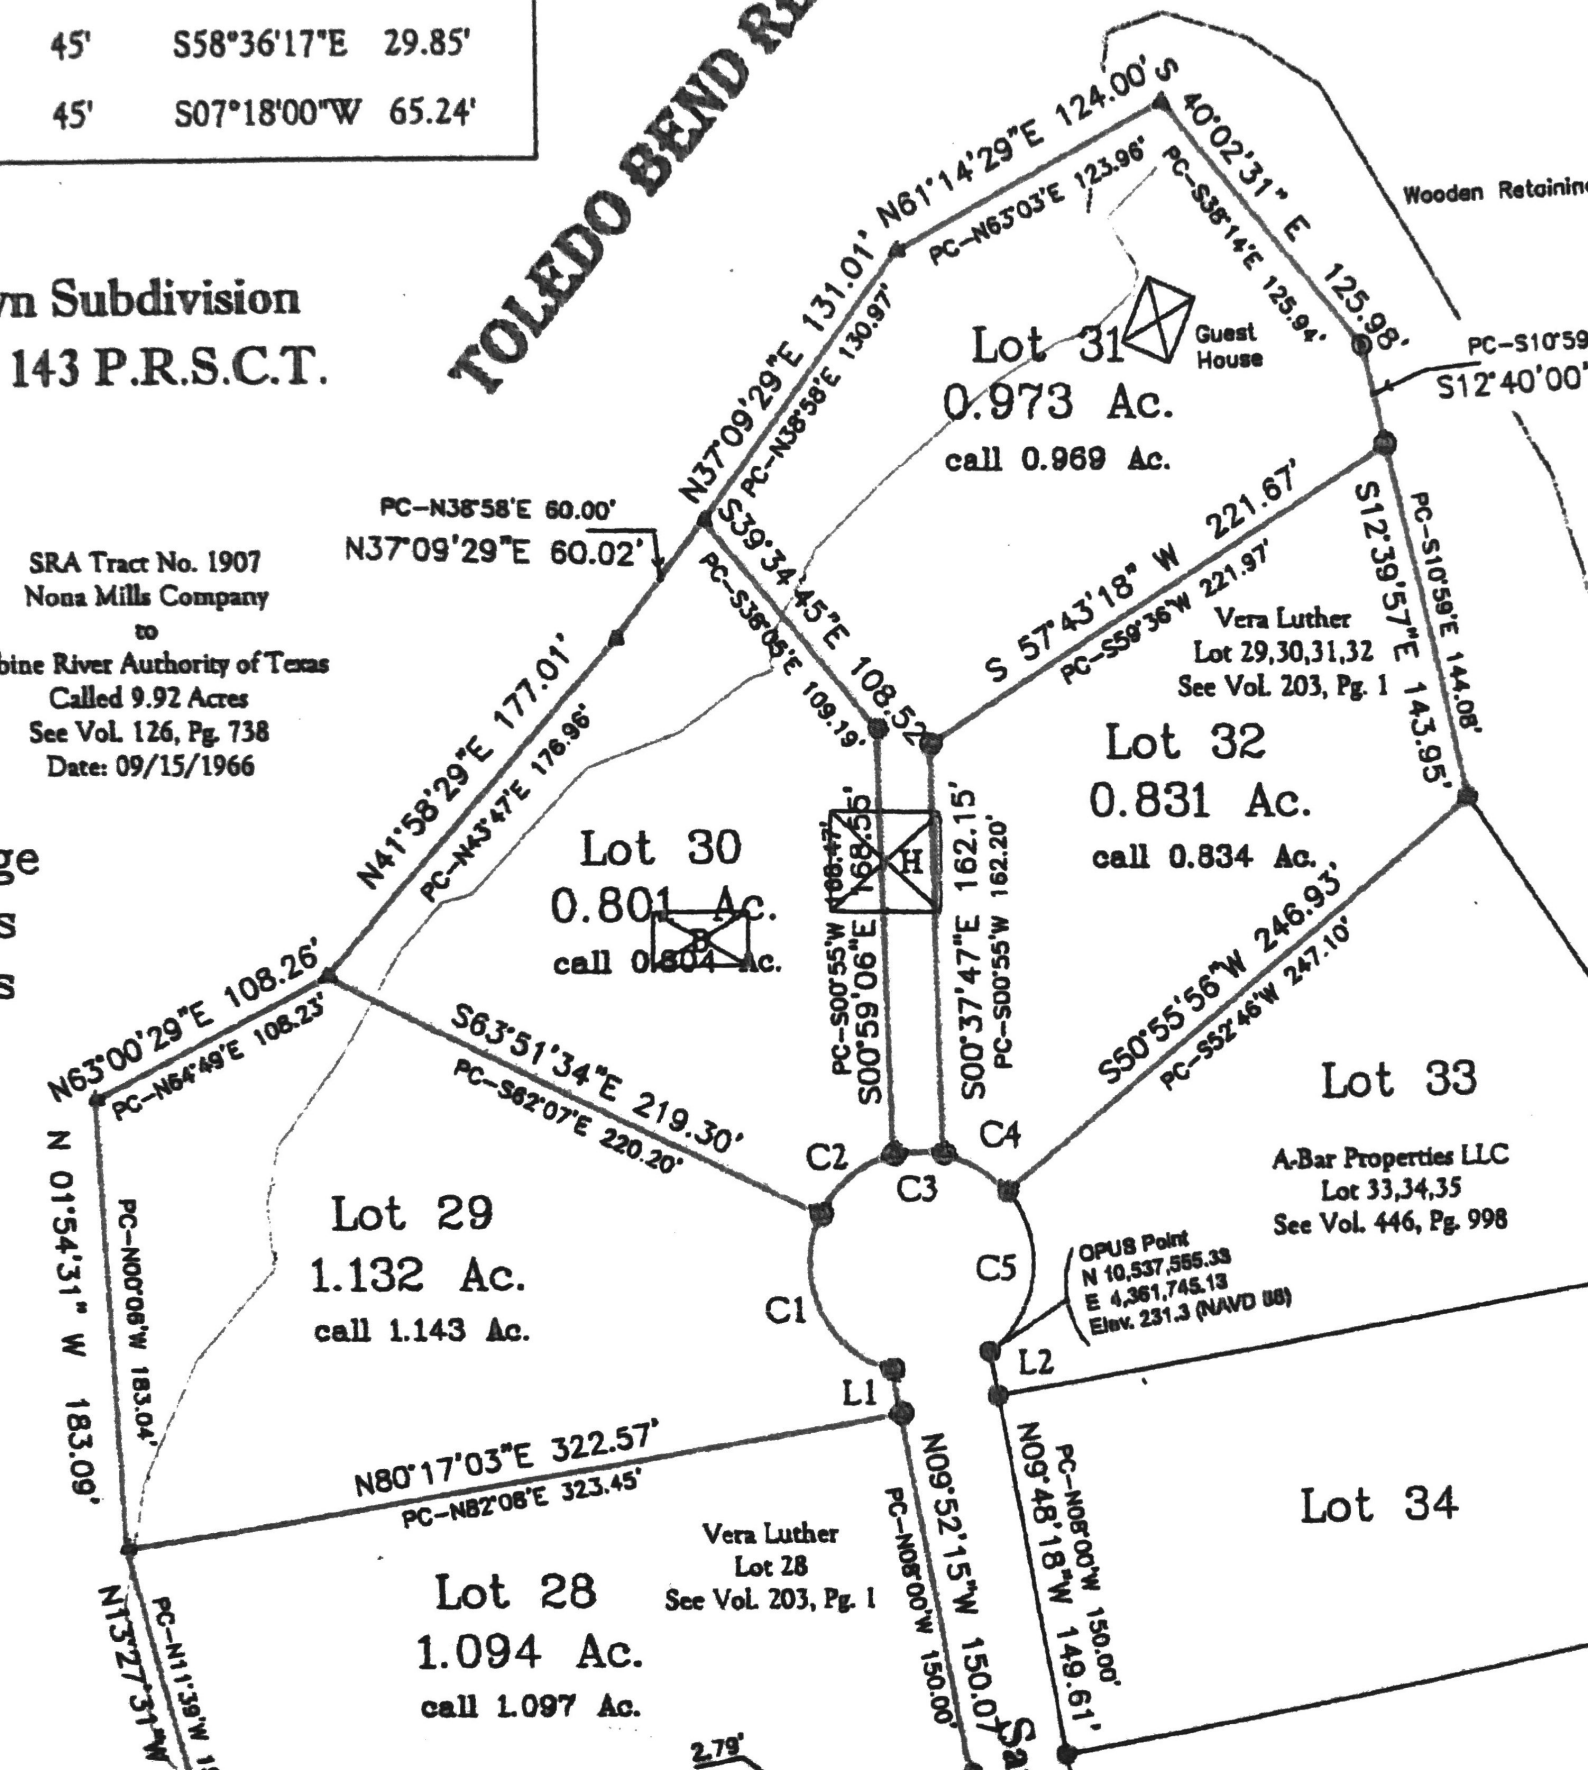 45' S58°36'17"E 29.85'
45' S07°18'00"W 65.24'
TOLEDO BEND
yn Subdivision
143 P.R.S.C.T.
SRA Tract No. 1907
Nona Mills Company
to
bine River Authority of Texas
Called 9.92 Acres
See Vol. 126, Pg. 738
Date: 09/15/1966
ge
s
s
N61°14'29"E 124.00'
PC-N63°03'E 123.96'
S 40°02'31" E 125.98'
PC-S38°14'E 125.94'
Wooden Retaining
PC-S10°59
S12°40'00"
N37°09'29"E 131.01'
PC-N38°58'E 130.97'
Lot 31
0.973 Ac.
call 0.969 Ac.
Guest
House
PC-N38°58'E 60.00'
N37°09'29"E 60.02'
S39°34'45"E 108.52'
PC-S38°05'E 109.19'
S 57°43'18" W 221.67'
PC-S59°36'W 221.97'
S12°39'57"E 143.95'
PC-S10°59'E 144.08'
Vera Luther
Lot 29,30,31,32
See Vol. 203, Pg. 1
Lot 32
0.831 Ac.
call 0.834 Ac.
N41°58'29"E 177.01'
PC-N43°47'E 176.96'
Lot 30
0.801 Ac.
B
call 0.804 Ac.
H
PC-S00°55'W 168.47'
S00°59'06"E 168.55'
S00°37'47"E 162.15'
PC-S00°55'W 162.20'
S50°55'56"W 246.93'
PC-S52°46'W 247.10'
N63°00'29"E 108.26'
PC-N64°49'E 108.23'
S63°51'34"E 219.30'
PC-S62°07'E 220.20'
Lot 33
A-Bar Properties LLC
Lot 33,34,35
See Vol. 446, Pg. 998
C2
C3
C4
C5
C1
L1
L2
OPUS Point
N 10,537,555.33
E 4,361,745.13
Elev. 231.3 (NAVD 88)
N 01°54'31" W 183.09'
PC-N00°06'W 183.04'
Lot 29
1.132 Ac.
call 1.143 Ac.
N80°17'03"E 322.57'
PC-N82°08'E 323.45'
Vera Luther
Lot 28
See Vol. 203, Pg. 1
Lot 28
1.094 Ac.
call 1.097 Ac.
N13°27'31"W
PC-N11°39'W
N09°52'15"W 150.07'
PC-N08°00'W 150.00'
N09°48'18"W 149.61'
PC-N08°00'W 150.00'
Lot 34
2.79'
Sa